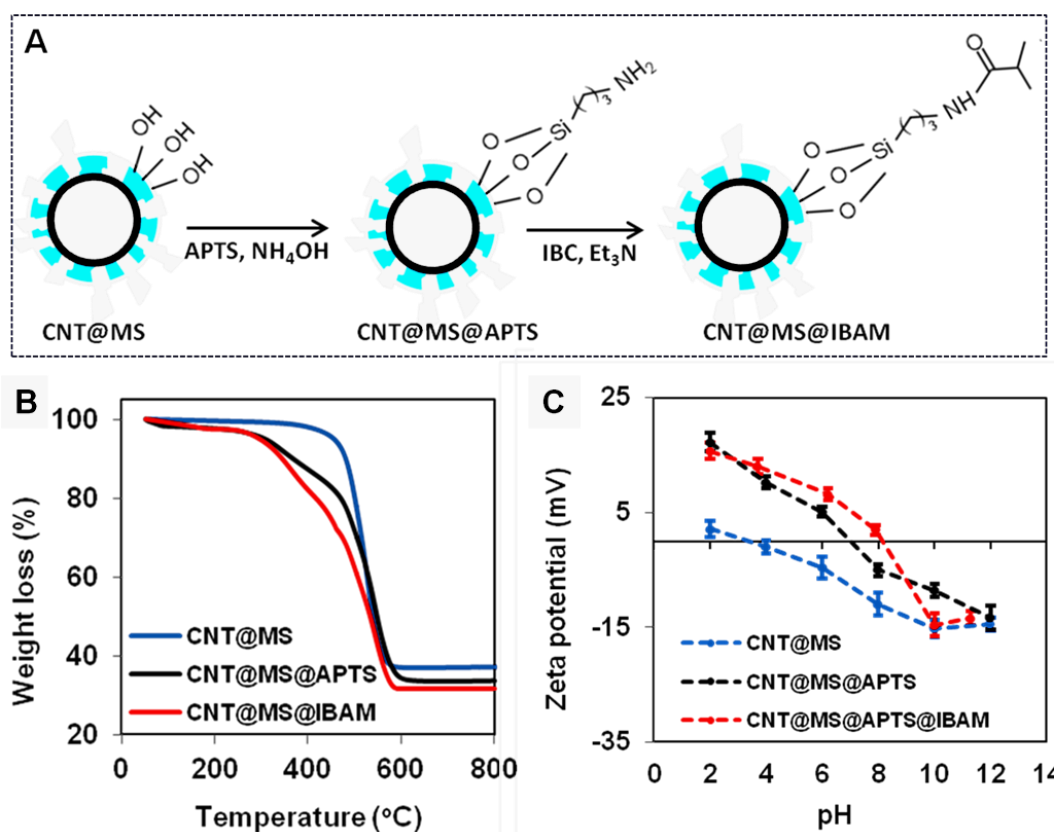 A
OH
OH
OH
O
O
O
Si
( )3
NH2
O
O
O
Si
( )3
NH
O
APTS, NH4OH
IBC, Et3N
CNT@MS
CNT@MS@APTS
CNT@MS@IBAM
B
Weight loss (%)
100
80
60
40
20
CNT@MS
CNT@MS@APTS
CNT@MS@IBAM
0 200 400 600 800
Temperature (oC)
C
Zeta potential (mV)
25
5
-15
-35
CNT@MS
CNT@MS@APTS
CNT@MS@APTS@IBAM
0 2 4 6 8 10 12 14
pH